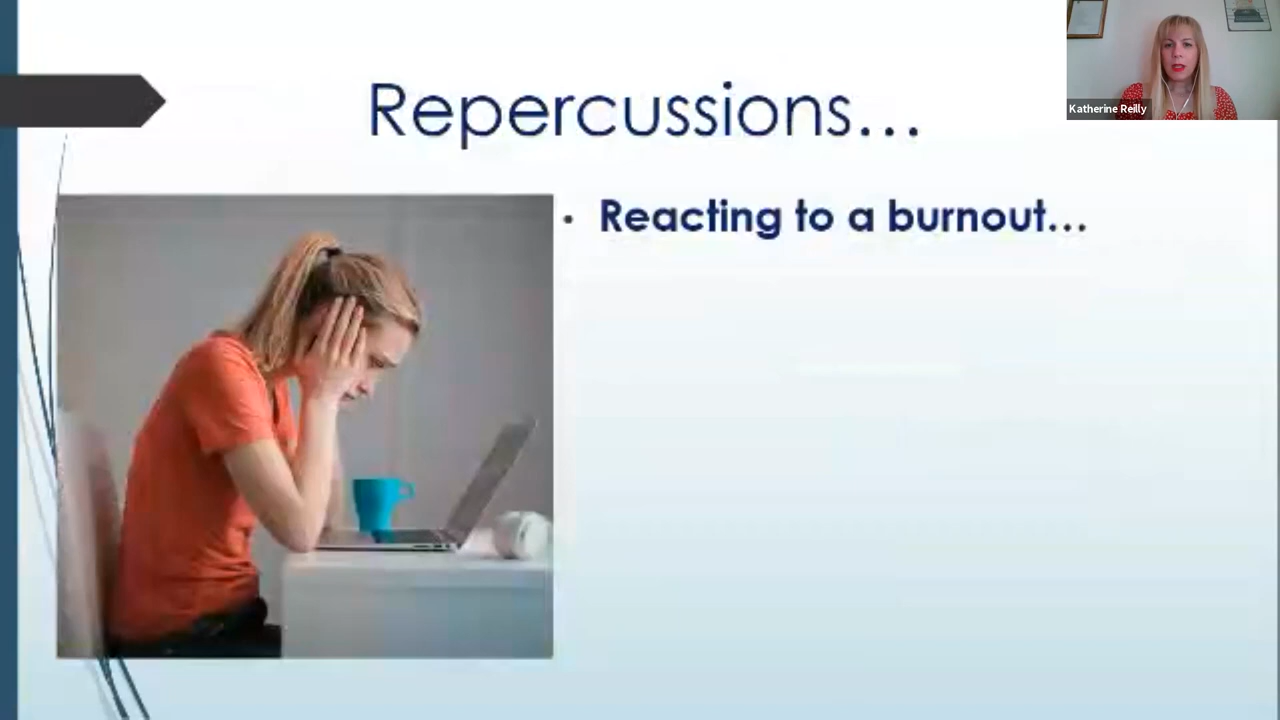 Repercussions…
Katherine Reilly
• Reacting to a burnout…